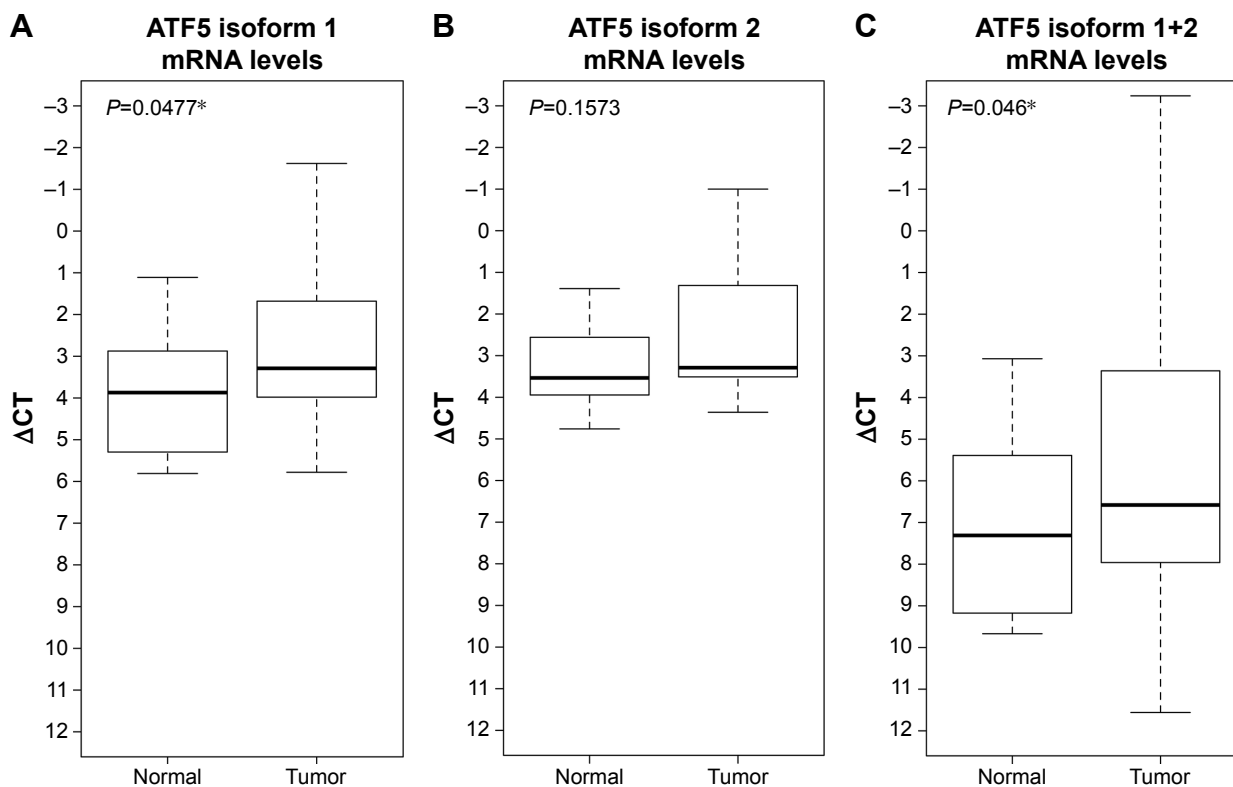 A
ATF5 isoform 1
mRNA levels
P=0.0477*
ΔCT
–3
–2
–1
0
1
2
3
4
5
6
7
8
9
10
11
12
Normal
Tumor
B
ATF5 isoform 2
mRNA levels
P=0.1573
ΔCT
–3
–2
–1
0
1
2
3
4
5
6
7
8
9
10
11
12
Normal
Tumor
C
ATF5 isoform 1+2
mRNA levels
P=0.046*
ΔCT
–3
–2
–1
0
1
2
3
4
5
6
7
8
9
10
11
12
Normal
Tumor